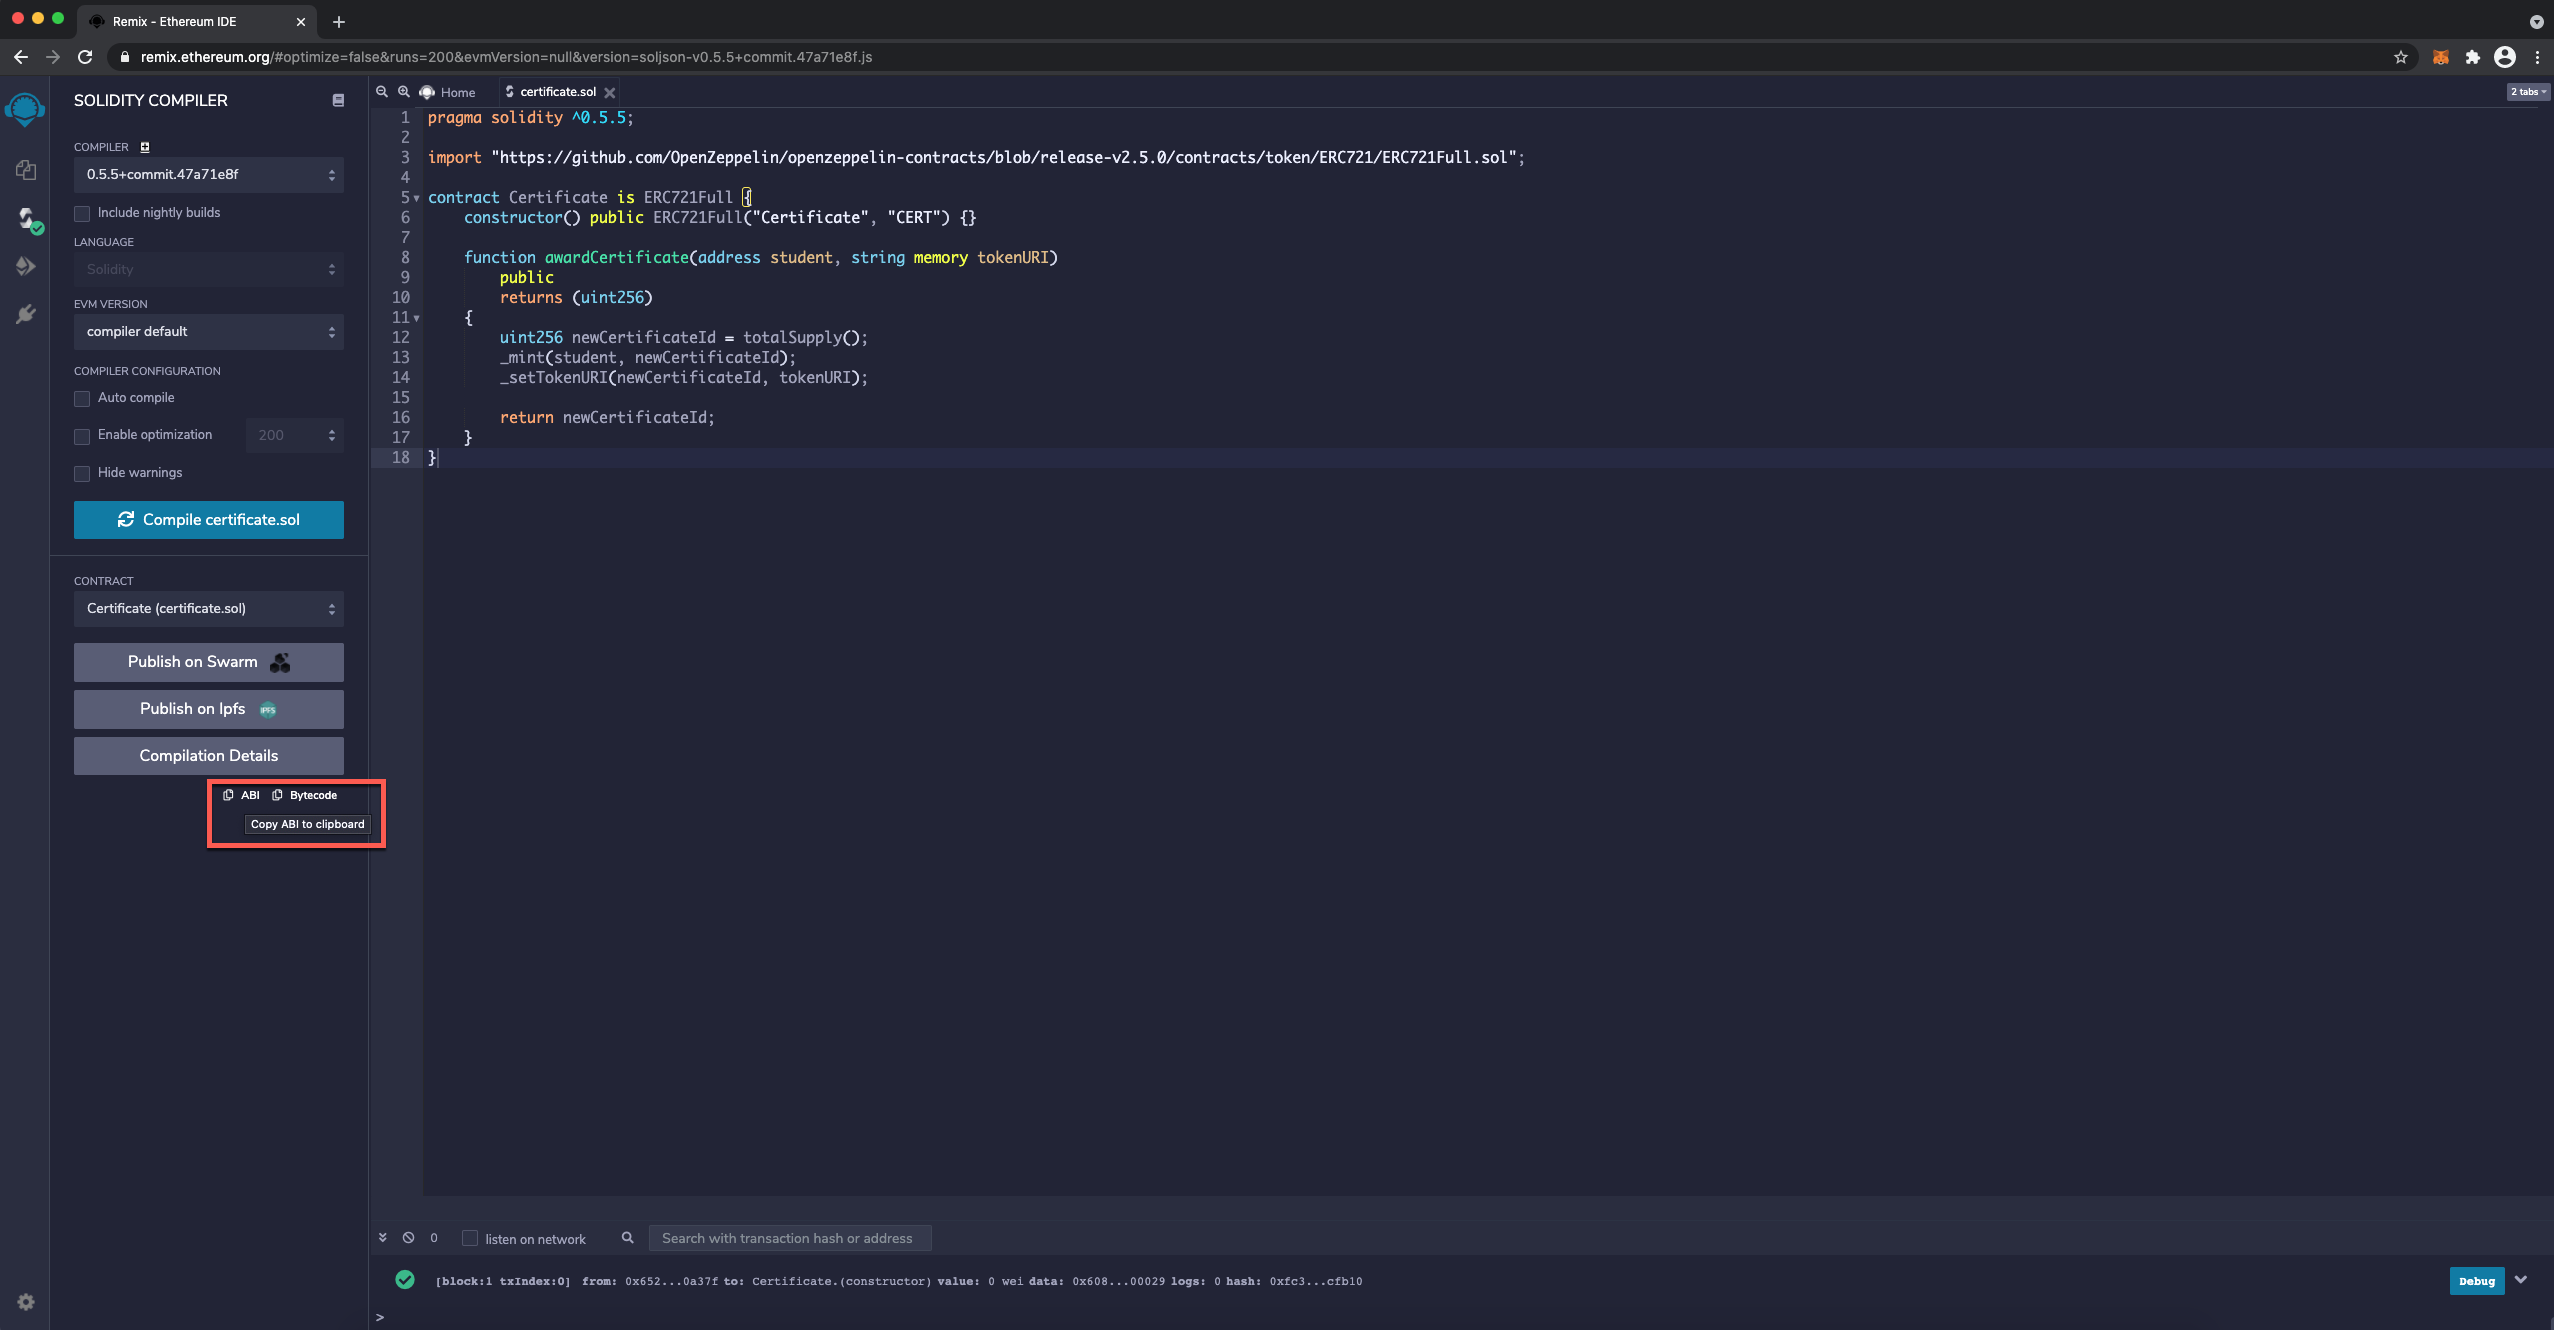 Remix - Ethereum IDE
remix.ethereum.org/#optimize=false&runs=200&evmVersion=null&version=soljson-v0.5.5+commit.47a71e8f.js
SOLIDITY COMPILER
COMPILER
0.5.5+commit.47a71e8f
Include nightly builds
LANGUAGE
Solidity
EVM VERSION
compiler default
COMPILER CONFIGURATION
Auto compile
Enable optimization 200
Hide warnings
Compile certificate.sol
CONTRACT
Certificate (certificate.sol)
Publish on Swarm
Publish on Ipfs IPFS
Compilation Details
ABI Bytecode
Copy ABI to clipboard
Home certificate.sol 2 tabs
1 pragma solidity ^0.5.5;
2
3 import "https://github.com/OpenZeppelin/openzeppelin-contracts/blob/release-v2.5.0/contracts/token/ERC721/ERC721Full.sol";
4
5 contract Certificate is ERC721Full {
6 constructor() public ERC721Full("Certificate", "CERT") {}
7
8 function awardCertificate(address student, string memory tokenURI)
9 public
10 returns (uint256)
11 {
12 uint256 newCertificateId = totalSupply();
13 _mint(student, newCertificateId);
14 _setTokenURI(newCertificateId, tokenURI);
15
16 return newCertificateId;
17 }
18 }
0 listen on network Search with transaction hash or address
[block:1 txIndex:0] from: 0x652...0a37f to: Certificate.(constructor) value: 0 wei data: 0x608...00029 logs: 0 hash: 0xfc3...cfb10 Debug
>